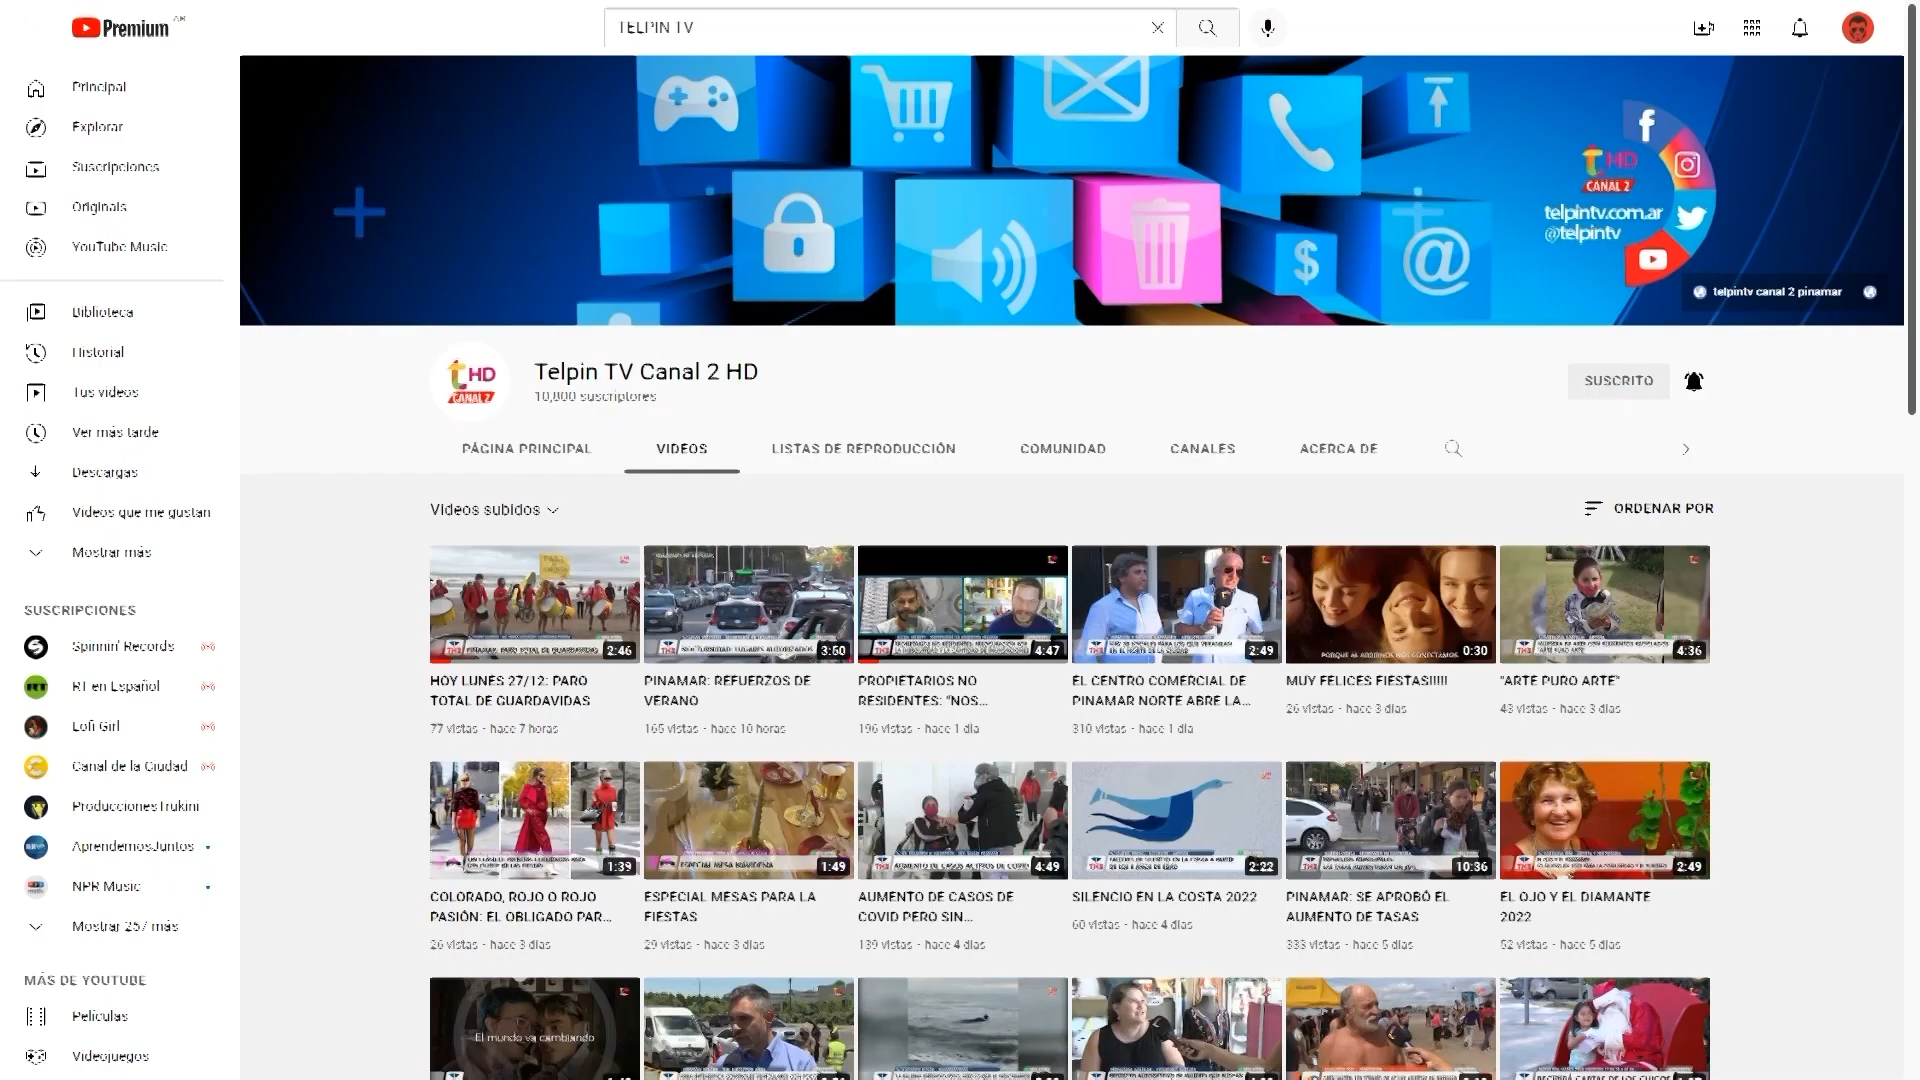 Premium
AR
TELPIN TV
Principal
Explorar
Suscripciones
Originals
YouTube Music
Biblioteca
Historial
Tus videos
Ver más tarde
Descargas
Videos que me gustan
Mostrar más
SUSCRIPCIONES
Spinnin' Records
RT en Español
Lofi Girl
Canal de la Ciudad
ProduccionesTrukini
AprendemosJuntos
NPR Music
Mostrar 257 más
MÁS DE YOUTUBE
Películas
Videojuegos
t HD
CANAL 2
telpintv.com.ar
@telpintv
telpintv canal 2 pinamar
t HD
CANAL 2
Telpin TV Canal 2 HD
10,800 suscriptores
SUSCRITO
PÁGINA PRINCIPAL
VIDEOS
LISTAS DE REPRODUCCIÓN
COMUNIDAD
CANALES
ACERCA DE
Videos subidos
ORDENAR POR
PINAMAR: PARO TOTAL DE GUARDAVIDAS
2:46
4:47
2:49
0:30
4:36
HOY LUNES 27/12: PARO
TOTAL DE GUARDAVIDAS
77 vistas - hace 7 horas
PINAMAR: REFUERZOS DE
VERANO
165 vistas - hace 10 horas
PROPIETARIOS NO
RESIDENTES: "NOS...
196 vistas - hace 1 día
EL CENTRO COMERCIAL DE
PINAMAR NORTE ABRE LA...
310 vistas - hace 1 día
MUY FELICES FIESTAS!!!!!
26 vistas - hace 3 días
"ARTE PURO ARTE"
43 vistas - hace 3 días
1:39
1:49
4:49
2:22
10:36
2:49
COLORADO, ROJO O ROJO
PASIÓN: EL OBLIGADO PAR...
26 vistas - hace 3 días
ESPECIAL MESAS PARA LA
FIESTAS
29 vistas - hace 3 días
AUMENTO DE CASOS DE
COVID PERO SIN...
139 vistas - hace 4 días
SILENCIO EN LA COSTA 2022
60 vistas - hace 4 días
PINAMAR: SE APROBÓ EL
AUMENTO DE TASAS
333 vistas - hace 5 días
EL OJO Y EL DIAMANTE
2022
52 vistas - hace 5 días
El mundo va cambiando